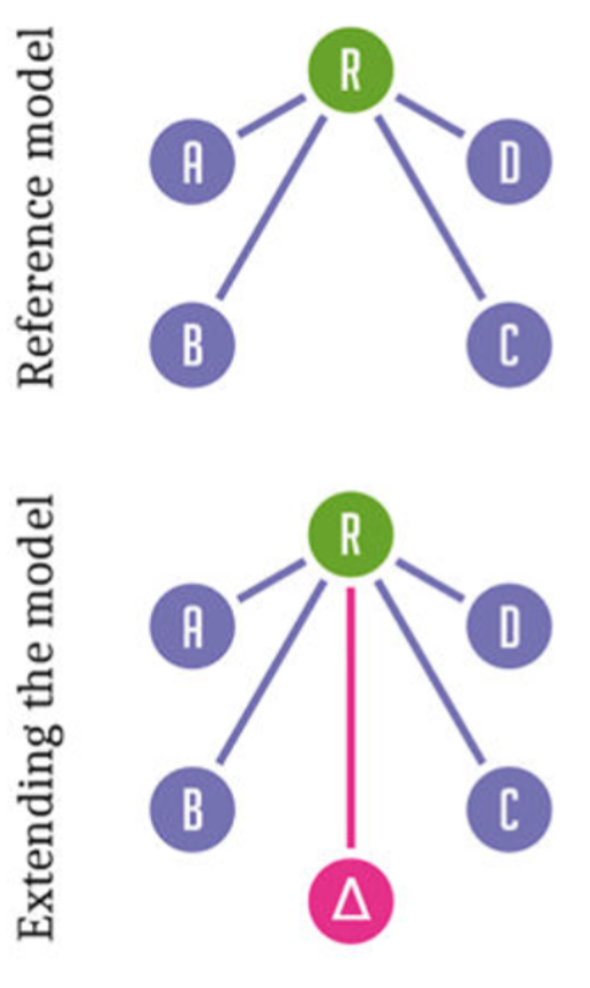 Reference model
R
A
D
B
C
Extending the model
R
A
D
B
C
Δ